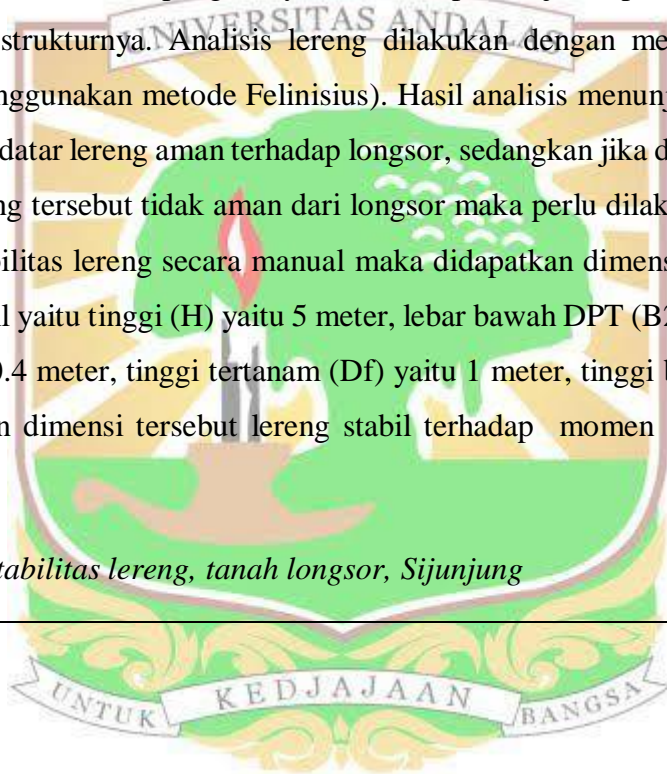 UNIVERSITAS ANDALAS
strukturnya. Analisis lereng dilakukan dengan me
nggunakan metode Felinisius). Hasil analisis menunj
datar lereng aman terhadap longsor, sedangkan jika d
ng tersebut tidak aman dari longsor maka perlu dilak
bilitas lereng secara manual maka didapatkan dimens
l yaitu tinggi (H) yaitu 5 meter, lebar bawah DPT (B2
0.4 meter, tinggi tertanam (Df) yaitu 1 meter, tinggi b
n dimensi tersebut lereng stabil terhadap momen
tabilitas lereng, tanah longsor, Sijunjung
UNTUK KEDJAJAAN BANGSA